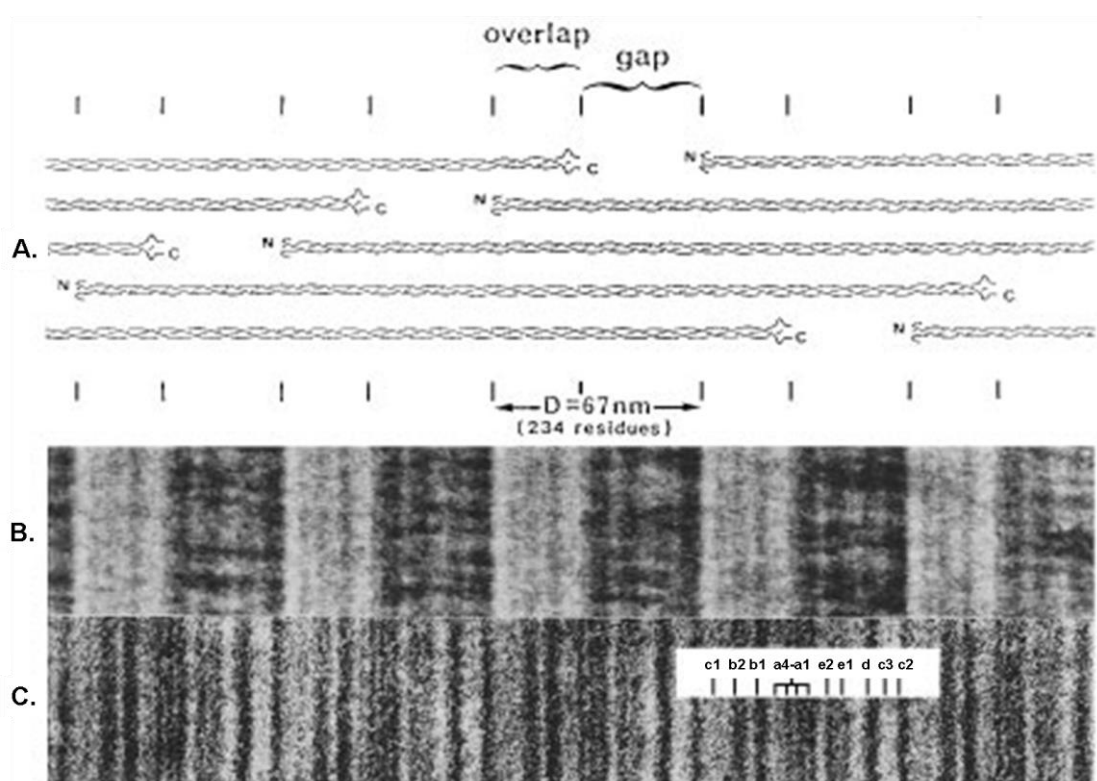 overlap
gap
C N
C N
A. C N
N C
C N
D=67nm
(234 residues)
B.
c1 b2 b1 a4-a1 e2 e1 d c3 c2
C.